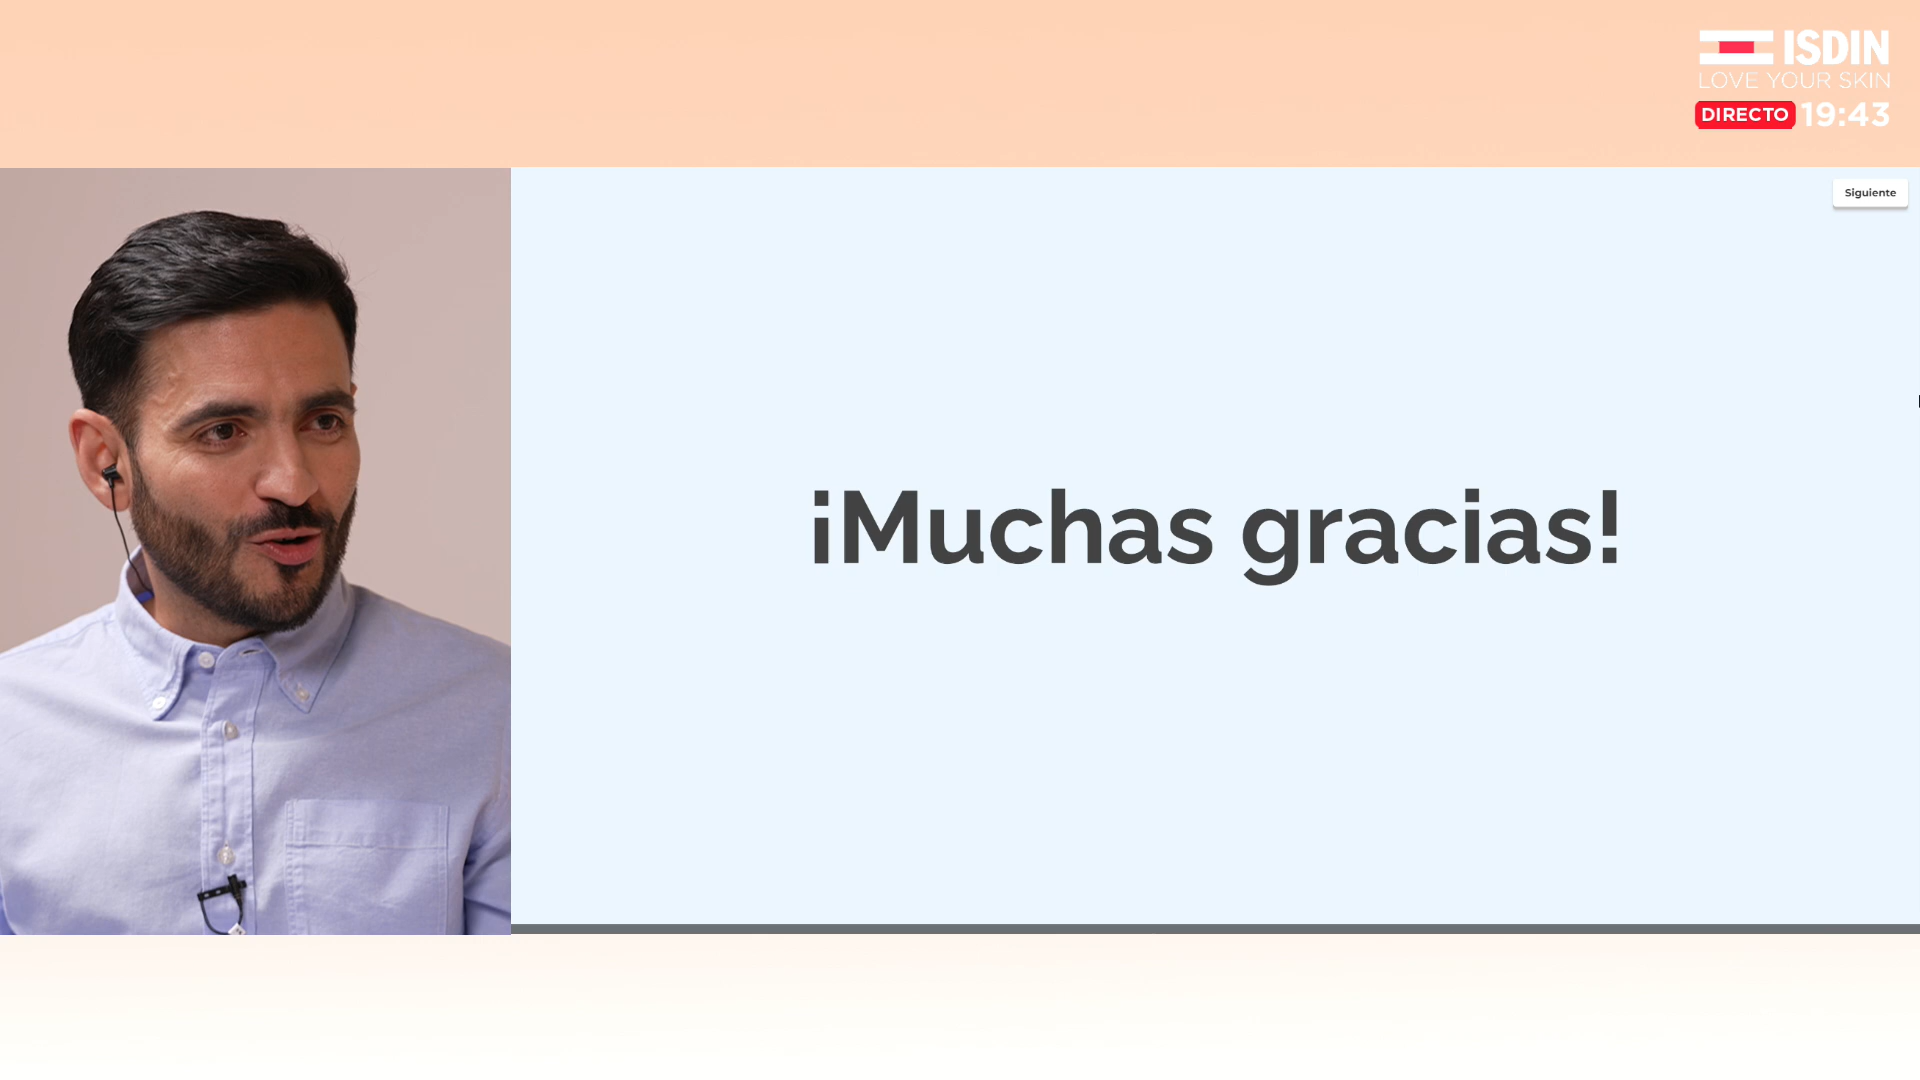 ISDIN
LOVE YOUR SKIN
DIRECTO 19:43
Siguiente
¡Muchas gracias!